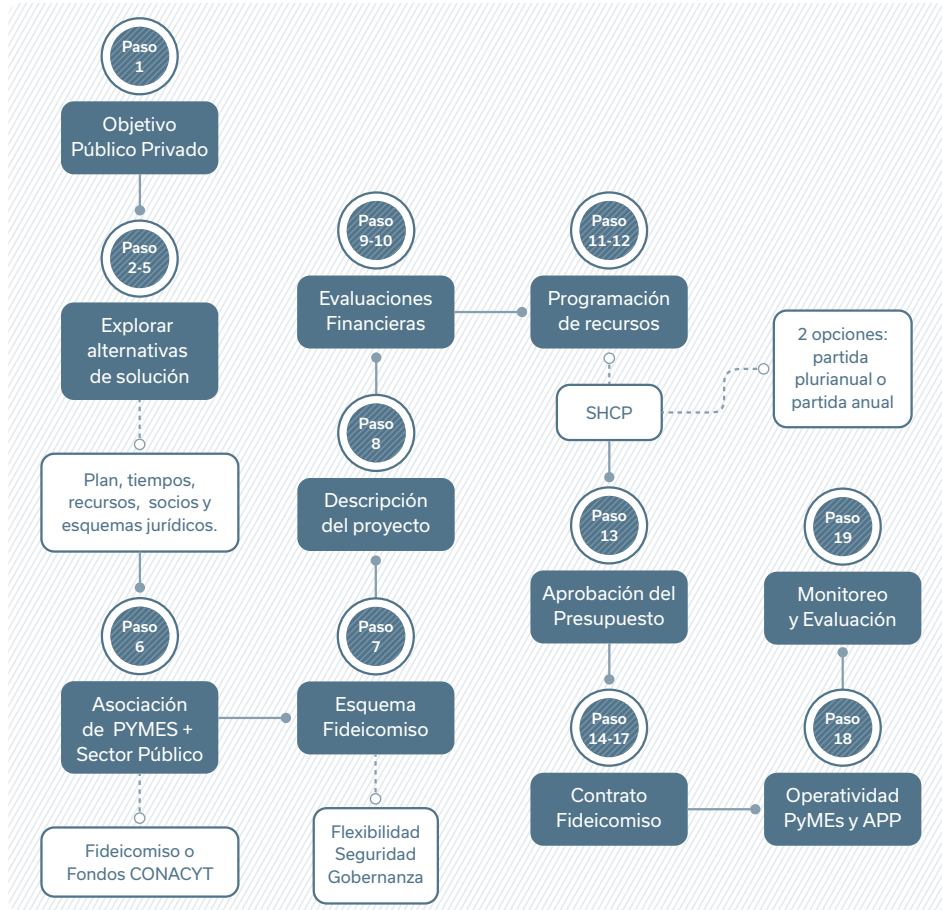 Paso
1
Objetivo
Público Privado
Paso
2-5
Explorar
alternativas
de solución
Plan, tiempos,
recursos, socios y
esquemas jurídicos.
Paso
6
Asociación
de PYMES +
Sector Público
Fideicomiso o
Fondos CONACYT
Paso
7
Esquema
Fideicomiso
Flexibilidad
Seguridad
Gobernanza
Paso
8
Descripción
del proyecto
Paso
9-10
Evaluaciones
Financieras
Paso
11-12
Programación
de recursos
SHCP
2 opciones:
partida
plurianual o
partida anual
Paso
13
Aprobación del
Presupuesto
Paso
14-17
Contrato
Fideicomiso
Paso
18
Operatividad
PyMEs y APP
Paso
19
Monitoreo
y Evaluación